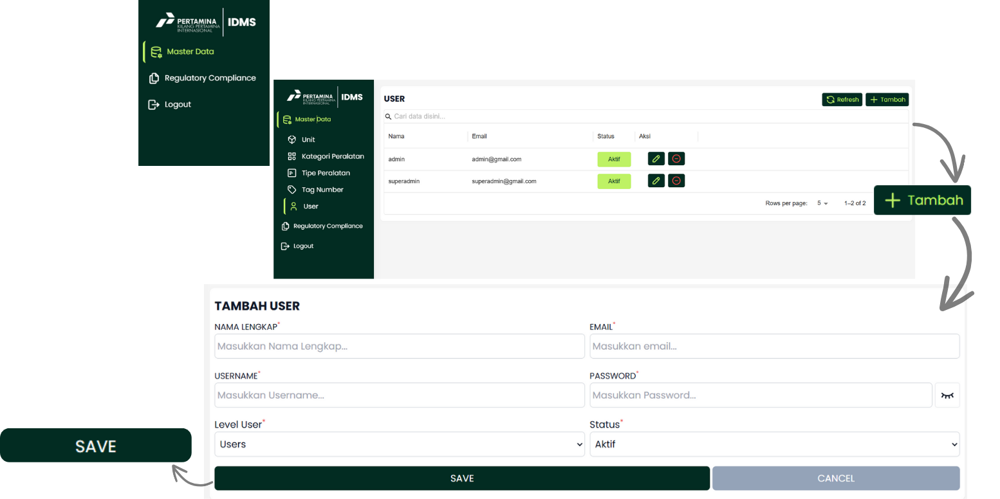 PERTAMINA
KILANG PERTAMINA
INTERNASIONAL
IDMS
Master Data
Regulatory Compliance
Logout
PERTAMINA
KILANG PERTAMINA
INTERNASIONAL
IDMS
Master Data
Unit
Kategori Peralatan
Tipe Peralatan
Tag Number
User
Regulatory Compliance
Logout
USER
Refresh
+ Tambah
Cari data disini...
Nama Email Status Aksi
admin admin@gmail.com Aktif
superadmin superadmin@gmail.com Aktif
Rows per page: 5 1–2 of 2
+ Tambah
TAMBAH USER
NAMA LENGKAP* EMAIL*
Masukkan Nama Lengkap... Masukkan email...
USERNAME* PASSWORD*
Masukkan Username... Masukkan Password...
Level User* Status*
Users Aktif
SAVE CANCEL
SAVE